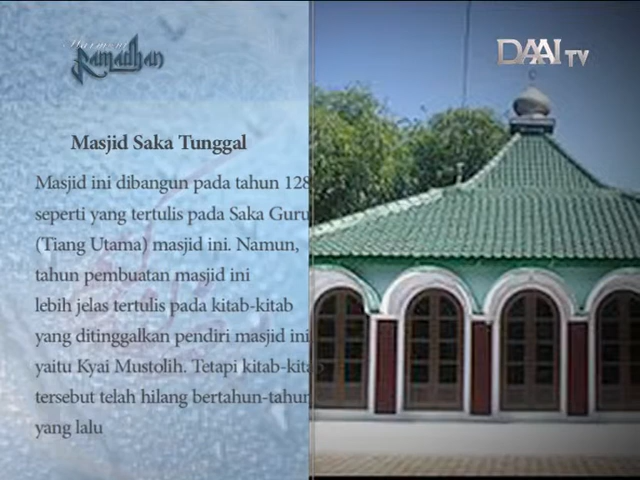 Harmoni
Ramadhan
DAAI TV
Masjid Saka Tunggal
Masjid ini dibangun pada tahun 128
seperti yang tertulis pada Saka Guru
(Tiang Utama) masjid ini. Namun,
tahun pembuatan masjid ini
lebih jelas tertulis pada kitab-kitab
yang ditinggalkan pendiri masjid ini,
yaitu Kyai Mustolih. Tetapi kitab-kitab
tersebut telah hilang bertahun-tahun
yang lalu